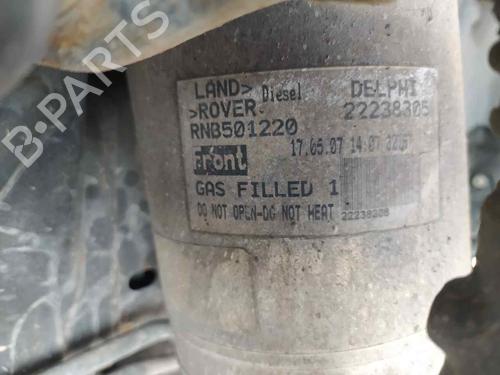 LAND> Diesel DELPHI
>ROVER 22238305
RNB501220
17.05.07 14:07
front
GAS FILLED 1
DO NOT OPEN-DO NOT HEAT 22238305
B-PARTS